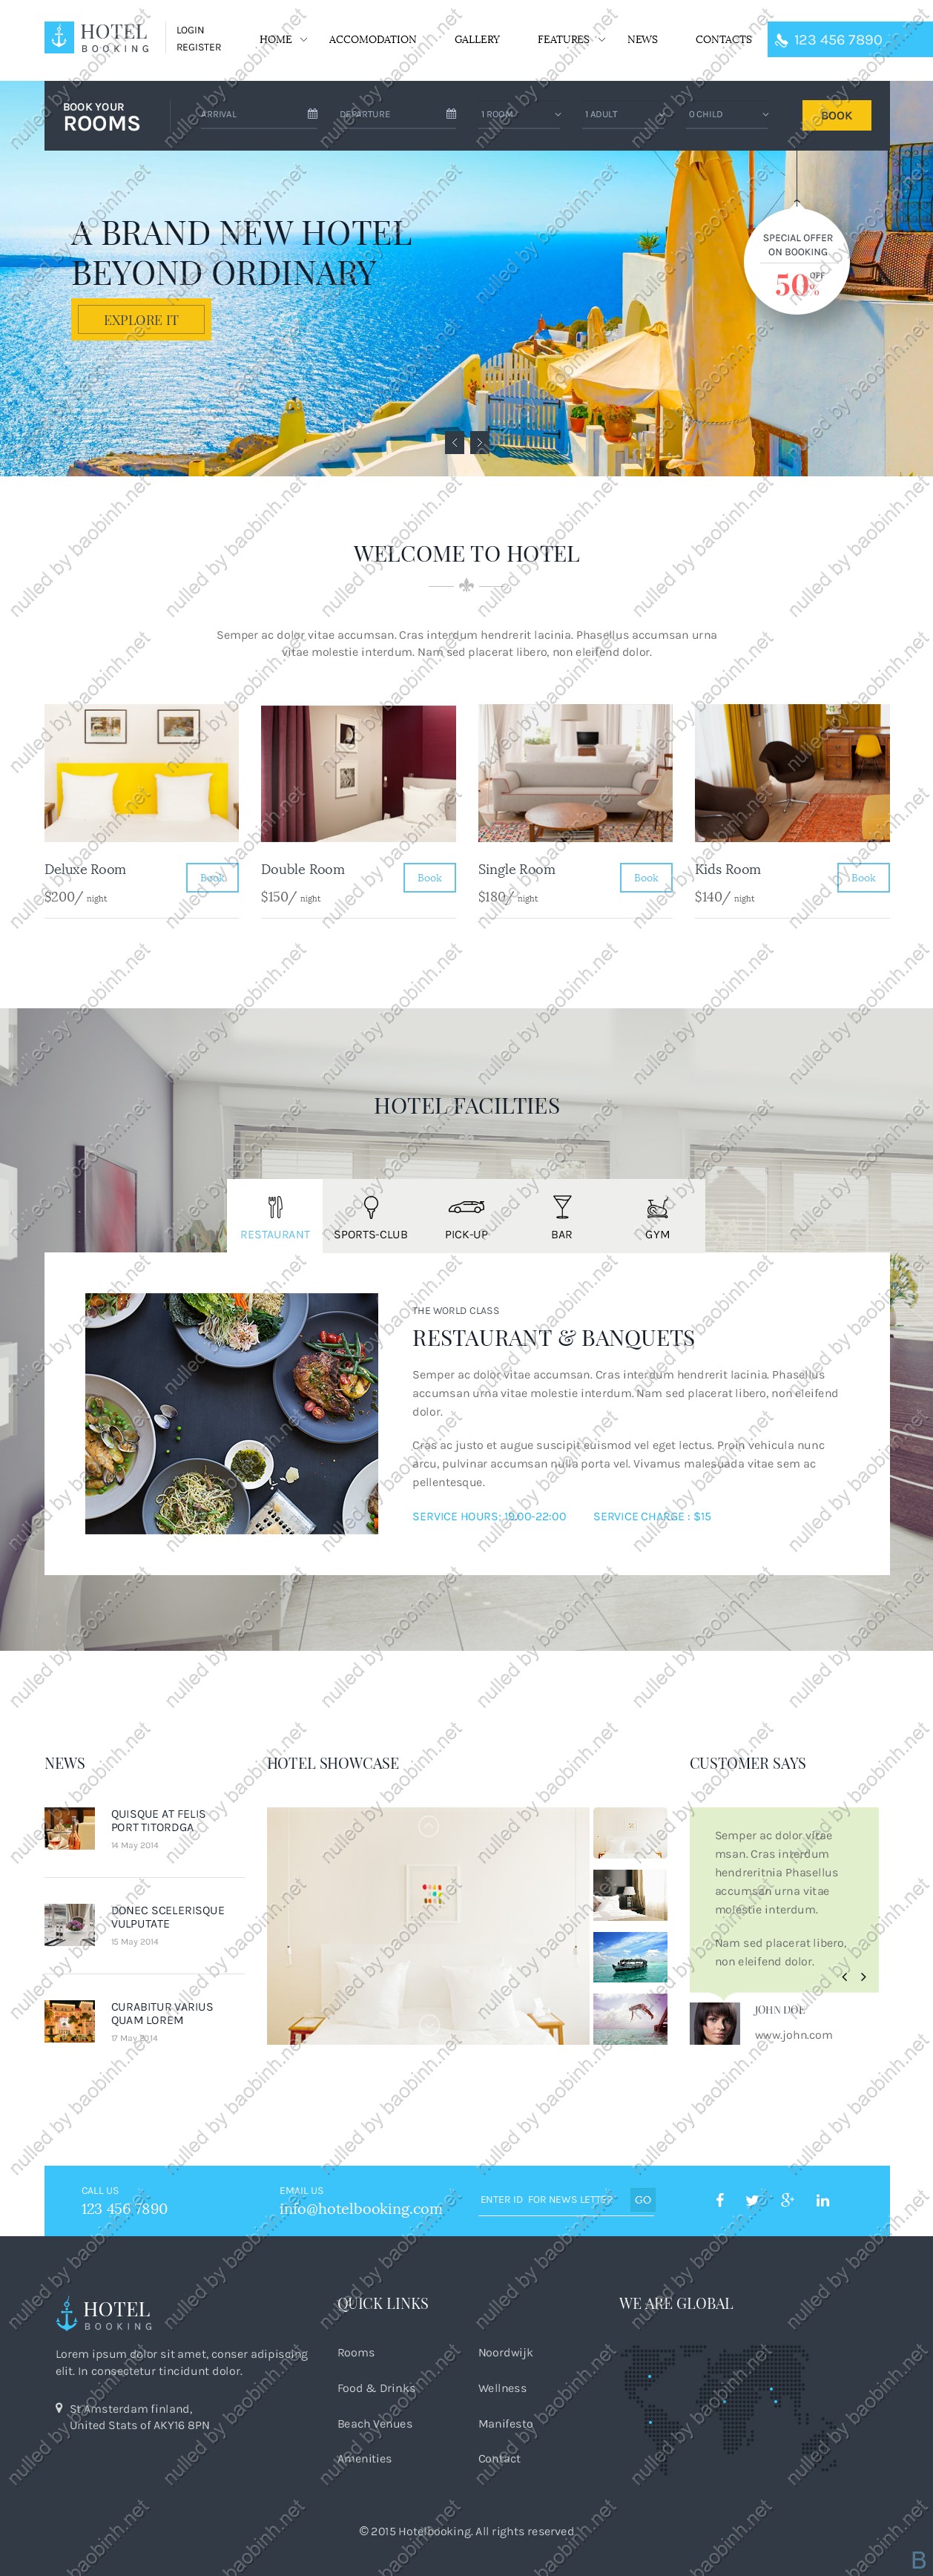 HOTEL
BOOKING
LOGIN
REGISTER
HOME
ACCOMODATION
GALLERY
FEATURES
NEWS
CONTACTS
123 456 7890
BOOK YOUR
ROOMS
ARRIVAL
DEPARTURE
1 ROOM
1 ADULT
0 CHILD
BOOK
A BRAND NEW HOTEL
BEYOND ORDINARY
EXPLORE IT
SPECIAL OFFER
ON BOOKING
50% OFF
WELCOME TO HOTEL
Semper ac dolor vitae accumsan. Cras interdum hendrerit lacinia. Phasellus accumsan urna
vitae molestie interdum. Nam sed placerat libero, non eleifend dolor.
Deluxe Room
$200/ night
Book
Double Room
$150/ night
Book
Single Room
$180/ night
Book
Kids Room
$140/ night
Book
HOTEL FACILTIES
RESTAURANT
SPORTS-CLUB
PICK-UP
BAR
GYM
THE WORLD CLASS
RESTAURANT & BANQUETS
Semper ac dolor vitae accumsan. Cras interdum hendrerit lacinia. Phasellus
accumsan urna vitae molestie interdum. Nam sed placerat libero, non eleifend
dolor.
Cras ac justo et augue suscipit euismod vel eget lectus. Proin vehicula nunc
arcu, pulvinar accumsan nulla porta vel. Vivamus malesuada vitae sem ac
pellentesque.
SERVICE HOURS: 19.00-22:00
SERVICE CHARGE : $15
NEWS
QUISQUE AT FELIS
PORT TITORDGA
14 May 2014
DONEC SCELERISQUE
VULPUTATE
15 May 2014
CURABITUR VARIUS
QUAM LOREM
17 May 2014
HOTEL SHOWCASE
CUSTOMER SAYS
Semper ac dolor vitae
msan. Cras interdum
hendreritnia Phasellus
accumsan urna vitae
molestie interdum.
Nam sed placerat libero,
non eleifend dolor.
JOHN DOE
www.john.com
CALL US
123 456 7890
EMAIL US
info@hotelbooking.com
ENTER ID FOR NEWS LETTER
GO
HOTEL
BOOKING
Lorem ipsum dolor sit amet, conser adipiscing
elit. In consectetur tincidunt dolor.
St Amsterdam finland,
United Stats of AKY16 8PN
QUICK LINKS
Rooms
Food & Drinks
Beach Venues
Amenities
Noordwijk
Wellness
Manifesto
Contact
WE ARE GLOBAL
© 2015 Hotelbooking. All rights reserved
B
nulled by baobinh.net